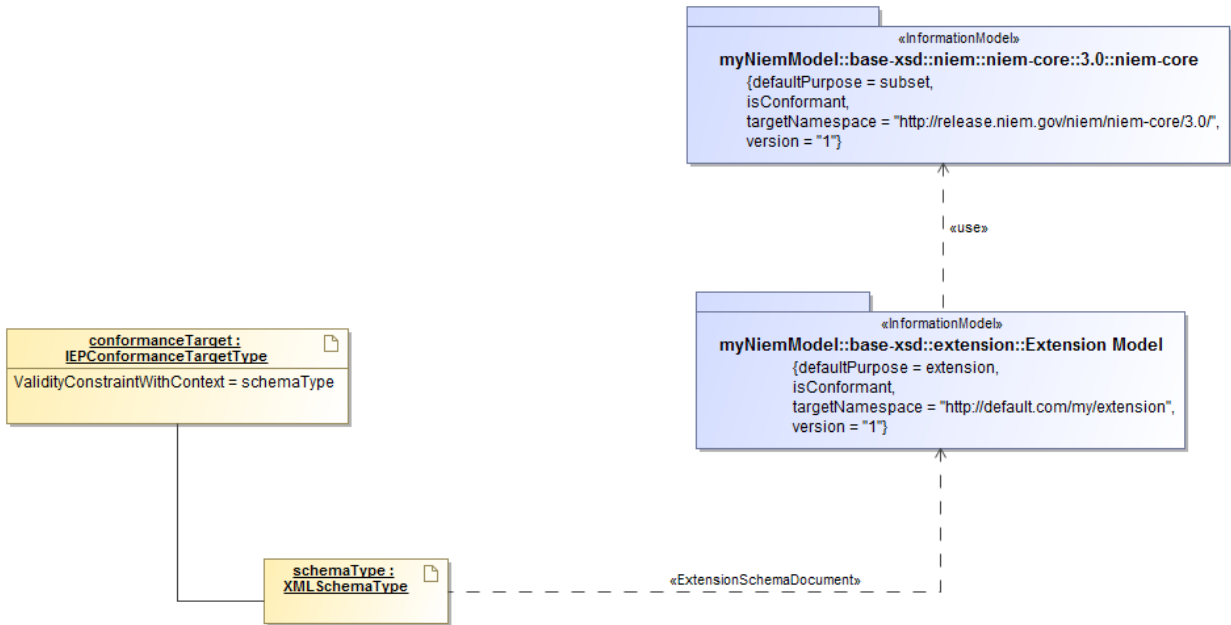 «InformationModel»
myNiemModel::base-xsd::niem::niem-core::3.0::niem-core
{defaultPurpose = subset,
isConformant,
targetNamespace = "http://release.niem.gov/niem/niem-core/3.0/",
version = "1"}
«use»
«InformationModel»
myNiemModel::base-xsd::extension::Extension Model
{defaultPurpose = extension,
isConformant,
targetNamespace = "http://default.com/my/extension",
version = "1"}
conformanceTarget :
IEPConformanceTargetType
ValidityConstraintWithContext = schemaType
schemaType :
XMLSchemaType
«ExtensionSchemaDocument»